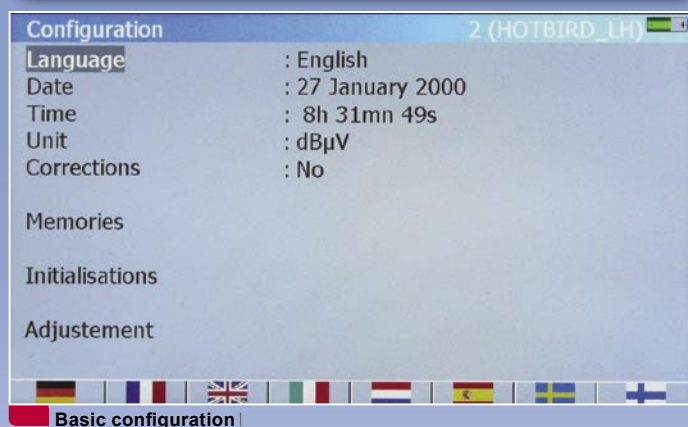 Configuration 2 (HOTBIRD_LH)
Language : English
Date : 27 January 2000
Time : 8h 31mn 49s
Unit : dBµV
Corrections : No
Memories
Initialisations
Adjustement
Basic configuration